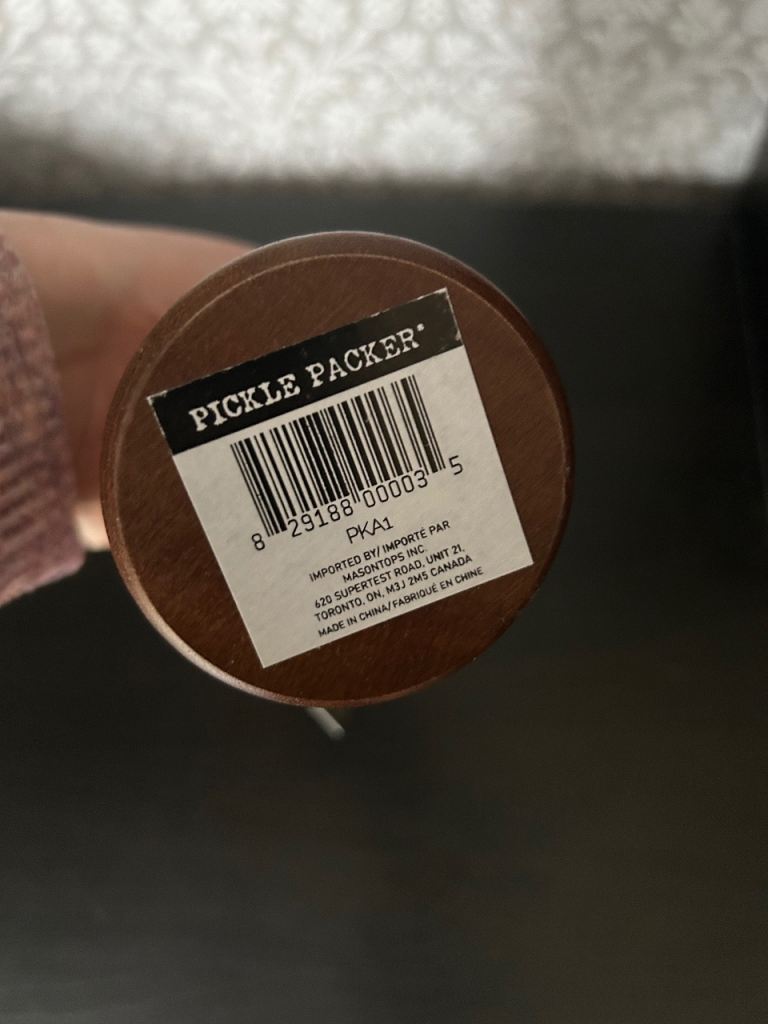 PICKLE PACKER®
8 29188 00003 5
PKA1
IMPORTED BY/ IMPORTÉ PAR
MASONTOPS INC.
620 SUPERTEST ROAD, UNIT 21,
TORONTO, ON, M3J 2M5 CANADA
MADE IN CHINA/ FABRIQUÉ EN CHINE